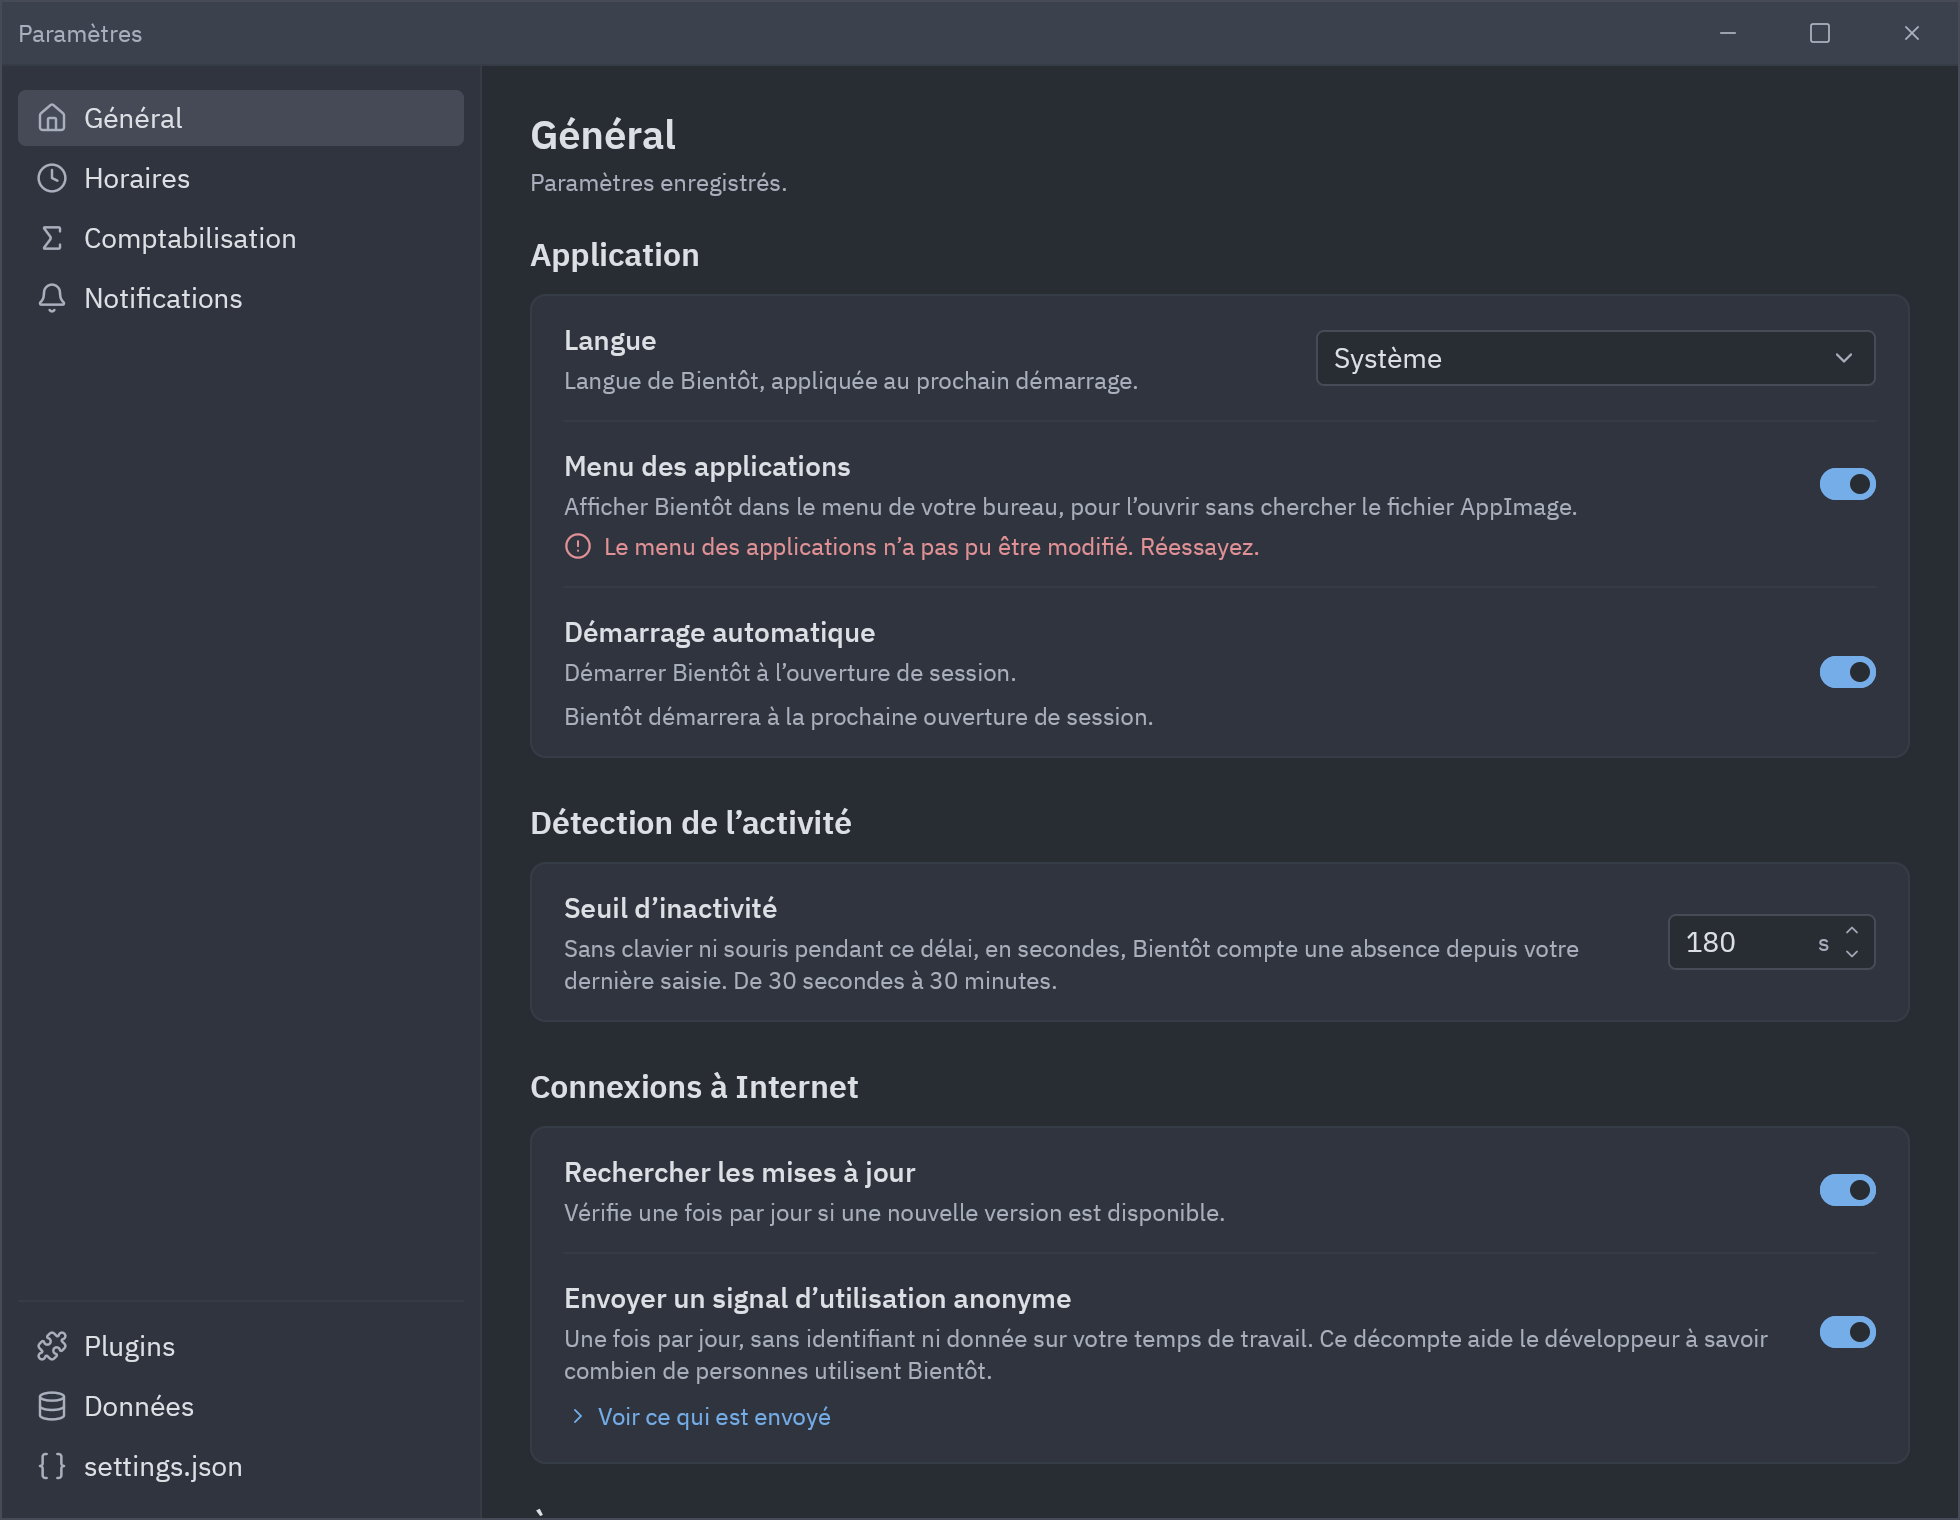 Paramètres
Général
Horaires
Comptabilisation
Notifications
Plugins
Données
settings.json
Général
Paramètres enregistrés.
Application
Langue
Langue de Bientôt, appliquée au prochain démarrage.
Système
Menu des applications
Afficher Bientôt dans le menu de votre bureau, pour l’ouvrir sans chercher le fichier AppImage.
Le menu des applications n’a pas pu être modifié. Réessayez.
Démarrage automatique
Démarrer Bientôt à l’ouverture de session.
Bientôt démarrera à la prochaine ouverture de session.
Détection de l’activité
Seuil d’inactivité
Sans clavier ni souris pendant ce délai, en secondes, Bientôt compte une absence depuis votre
dernière saisie. De 30 secondes à 30 minutes.
180 s
Connexions à Internet
Rechercher les mises à jour
Vérifie une fois par jour si une nouvelle version est disponible.
Envoyer un signal d’utilisation anonyme
Une fois par jour, sans identifiant ni donnée sur votre temps de travail. Ce décompte aide le développeur à savoir
combien de personnes utilisent Bientôt.
Voir ce qui est envoyé